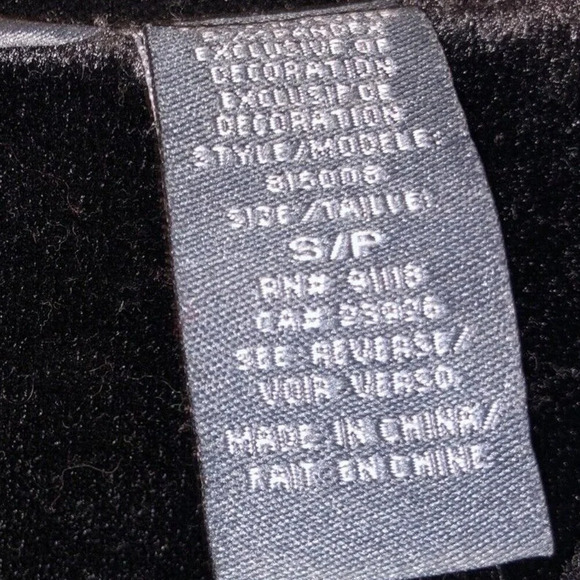 EXCLUSIVE OF
DECORATION
EXCLUSIF DE
DECORATION
STYLE/MODELE:
815008
SIZE/TAILLE:
S/P
RN#
CA#
SEE REVERSE/
VOIR VERSO
MADE IN CHINA/
FAIT EN CHINE